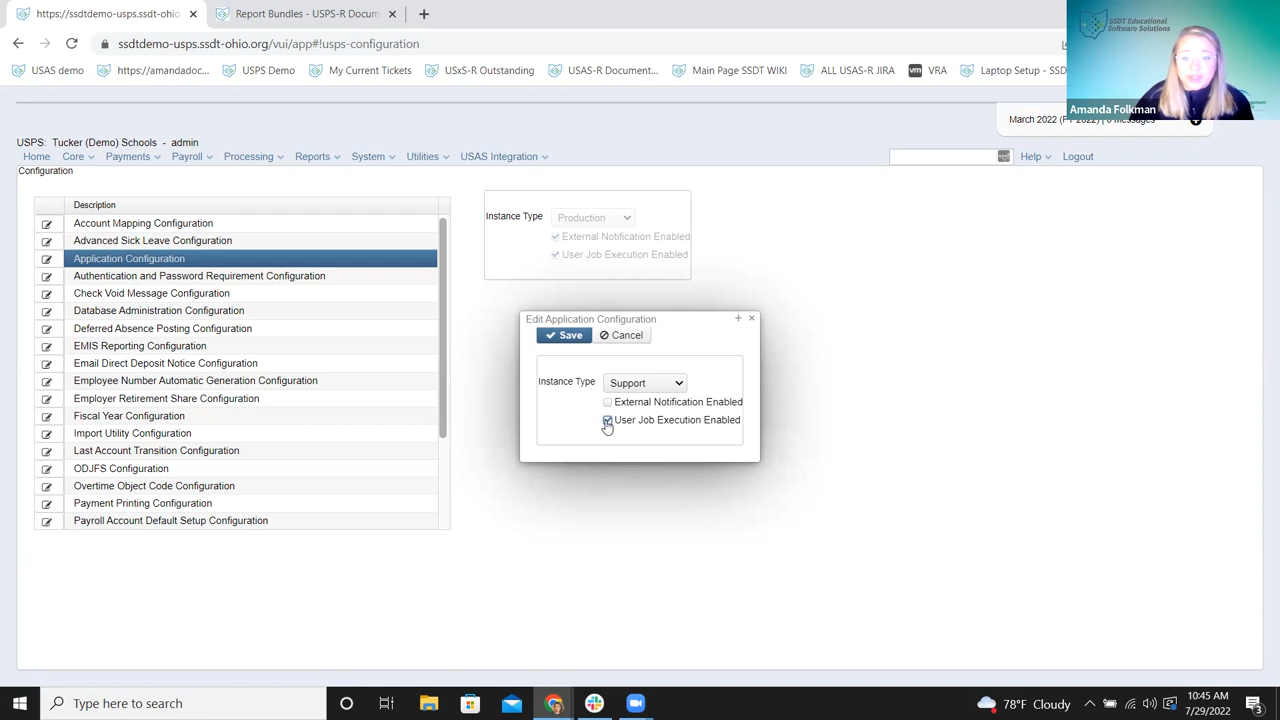 https://ssdtdemo-usps.ssdt-ohio
Report Bundles - USPS-R Docum
ssdtdemo-usps.ssdt-ohio.org/vui/app#!usps-configuration
USAS demo
https://amandadoc...
USPS Demo
My Current Tickets
USxS-R Outstanding
USAS-R Document...
Main Page SSDT WIKI
ALL USAS-R JIRA
vm VRA
Laptop Setup - SSD
SSDT Educational
Software Solutions
Amanda Folkman
March 2022 (FY 2022) | 0 Messages
USPS: Tucker (Demo) Schools - admin
Home Core Payments Payroll Processing Reports System Utilities USAS Integration Help Logout
Configuration
Description
Account Mapping Configuration
Advanced Sick Leave Configuration
Application Configuration
Authentication and Password Requirement Configuration
Check Void Message Configuration
Database Administration Configuration
Deferred Absence Posting Configuration
EMIS Reporting Configuration
Email Direct Deposit Notice Configuration
Employee Number Automatic Generation Configuration
Employer Retirement Share Configuration
Fiscal Year Configuration
Import Utility Configuration
Last Account Transition Configuration
ODJFS Configuration
Overtime Object Code Configuration
Payment Printing Configuration
Payroll Account Default Setup Configuration
Instance Type Production
External Notification Enabled
User Job Execution Enabled
Edit Application Configuration
Save Cancel
Instance Type Support
External Notification Enabled
User Job Execution Enabled
Type here to search
78°F Cloudy
10:45 AM
7/29/2022
3